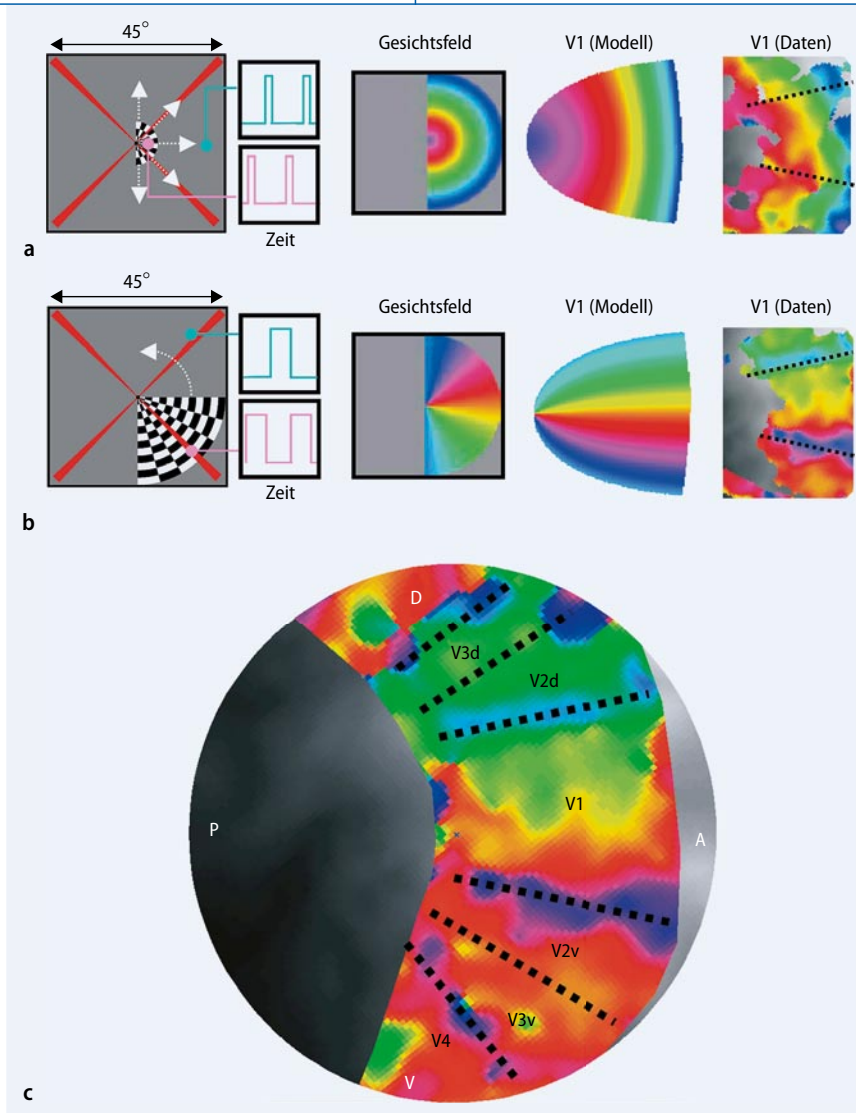 45°
Gesichtsfeld
V1 (Modell)
V1 (Daten)
Zeit
a
45°
Gesichtsfeld
V1 (Modell)
V1 (Daten)
Zeit
b
D
V3d
V2d
V1
P
A
V2v
V3v
V4
V
c